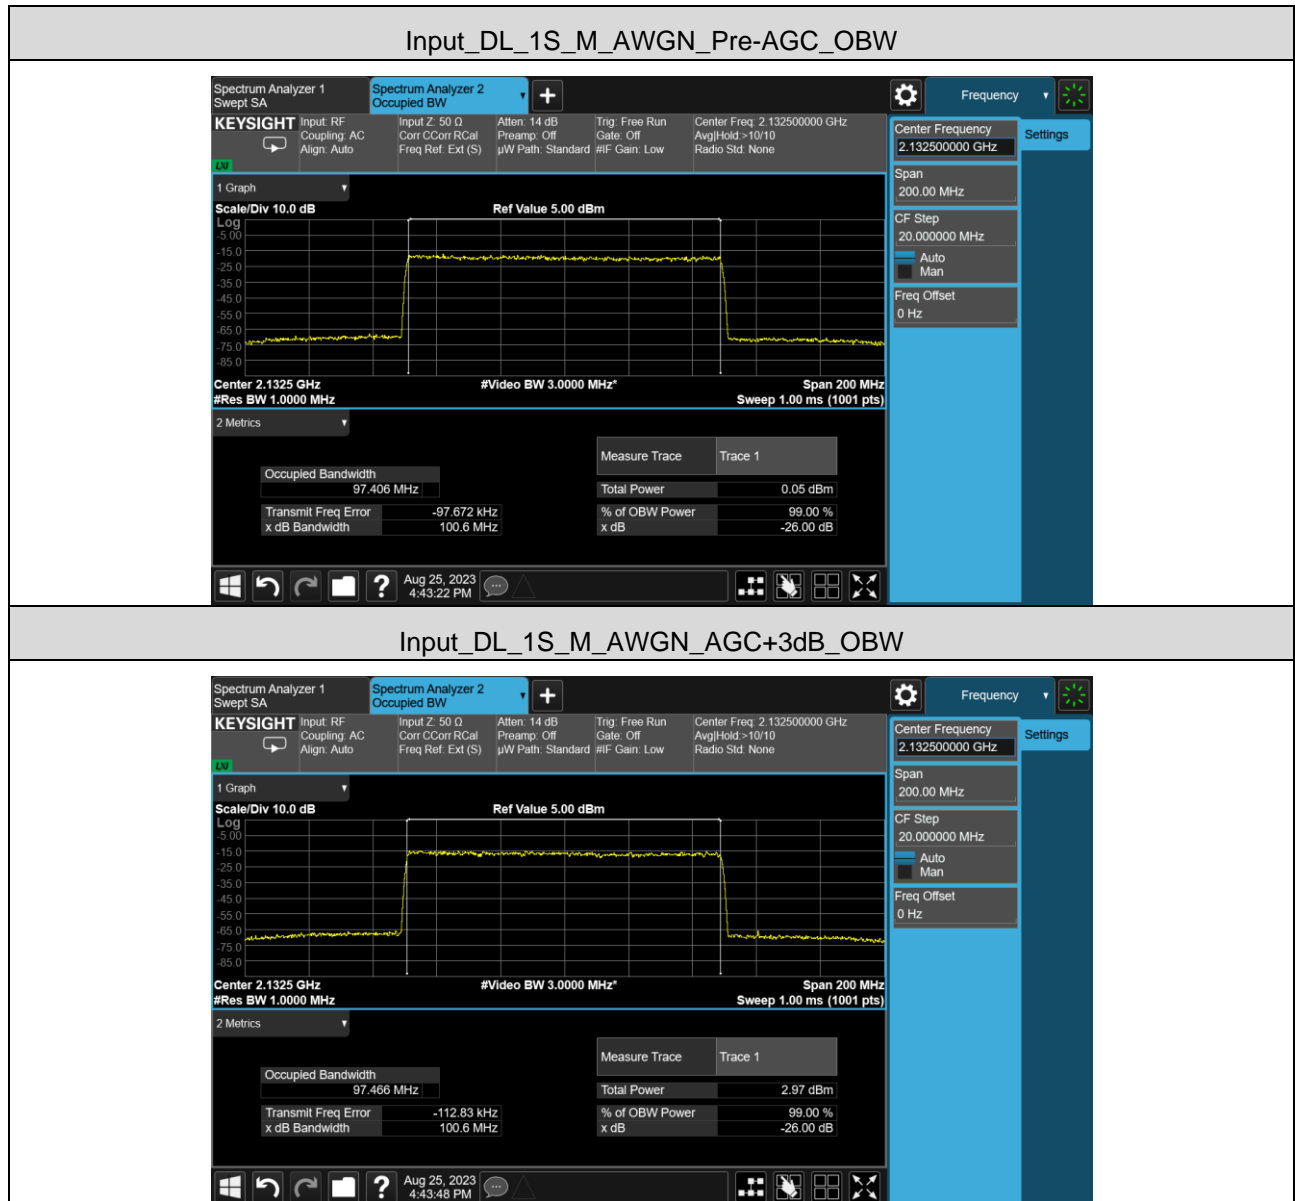 Input_DL_1S_M_AWGN_Pre-AGC_OBW
Spectrum Analyzer 1
Swept SA
Spectrum Analyzer 2
Occupied BW
Frequency
KEYSIGHT
Input: RF
Coupling: AC
Align: Auto
Input Z: 50 Ω
Corr CCorr RCal
Freq Ref: Ext (S)
Atten: 14 dB
Preamp: Off
µW Path: Standard
Trig: Free Run
Gate: Off
#IF Gain: Low
Center Freq: 2.132500000 GHz
Avg|Hold:>10/10
Radio Std: None
LXI
Center Frequency
2.132500000 GHz
Settings
Span
200.00 MHz
CF Step
20.000000 MHz
Auto
Man
Freq Offset
0 Hz
1 Graph
Scale/Div 10.0 dB
Ref Value 5.00 dBm
Log
-5.00
-15.0
-25.0
-35.0
-45.0
-55.0
-65.0
-75.0
-85.0
Center 2.1325 GHz
#Video BW 3.0000 MHz*
Span 200 MHz
#Res BW 1.0000 MHz
Sweep 1.00 ms (1001 pts)
2 Metrics
Measure Trace
Trace 1
Occupied Bandwidth
97.406 MHz
Total Power
0.05 dBm
Transmit Freq Error
-97.672 kHz
% of OBW Power
99.00 %
x dB Bandwidth
100.6 MHz
x dB
-26.00 dB
?
Aug 25, 2023
4:43:22 PM
Input_DL_1S_M_AWGN_AGC+3dB_OBW
Spectrum Analyzer 1
Swept SA
Spectrum Analyzer 2
Occupied BW
Frequency
KEYSIGHT
Input: RF
Coupling: AC
Align: Auto
Input Z: 50 Ω
Corr CCorr RCal
Freq Ref: Ext (S)
Atten: 14 dB
Preamp: Off
µW Path: Standard
Trig: Free Run
Gate: Off
#IF Gain: Low
Center Freq: 2.132500000 GHz
Avg|Hold:>10/10
Radio Std: None
LXI
Center Frequency
2.132500000 GHz
Settings
Span
200.00 MHz
CF Step
20.000000 MHz
Auto
Man
Freq Offset
0 Hz
1 Graph
Scale/Div 10.0 dB
Ref Value 5.00 dBm
Log
-5.00
-15.0
-25.0
-35.0
-45.0
-55.0
-65.0
-75.0
-85.0
Center 2.1325 GHz
#Video BW 3.0000 MHz*
Span 200 MHz
#Res BW 1.0000 MHz
Sweep 1.00 ms (1001 pts)
2 Metrics
Measure Trace
Trace 1
Occupied Bandwidth
97.466 MHz
Total Power
2.97 dBm
Transmit Freq Error
-112.83 kHz
% of OBW Power
99.00 %
x dB Bandwidth
100.6 MHz
x dB
-26.00 dB
?
Aug 25, 2023
4:43:48 PM